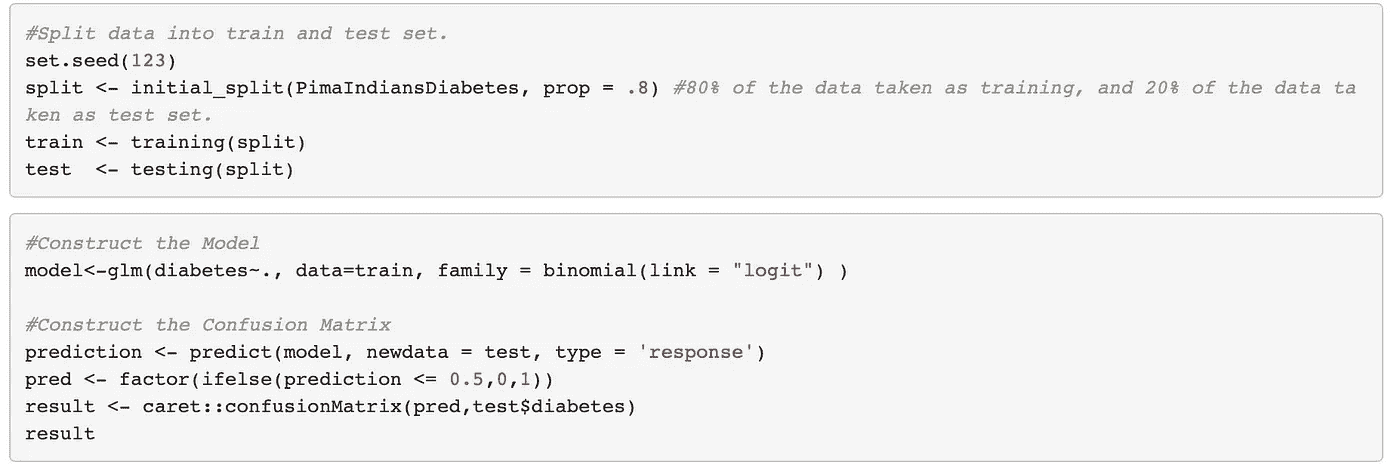 #Split data into train and test set.
set.seed(123)
split <- initial_split(PimaIndiansDiabetes, prop = .8) #80% of the data taken as training, and 20% of the data ta
ken as test set.
train <- training(split)
test  <- testing(split)
#Construct the Model
model<-glm(diabetes~., data=train, family = binomial(link = "logit") )
#Construct the Confusion Matrix
prediction <- predict(model, newdata = test, type = 'response')
pred <- factor(ifelse(prediction <= 0.5,0,1))
result <- caret::confusionMatrix(pred,test$diabetes)
result